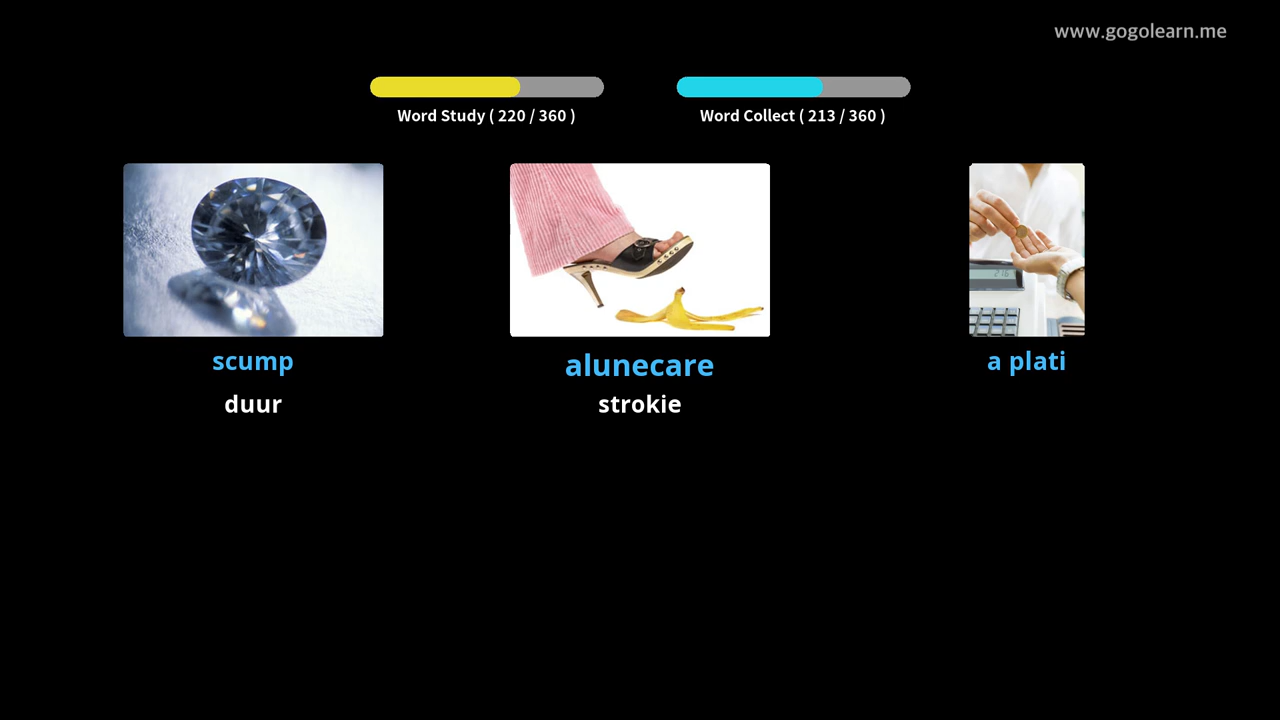 www.gogolearn.me
Word Study ( 220 / 360 )
Word Collect ( 213 / 360 )
scump
alunecare
a plati
duur
strokie